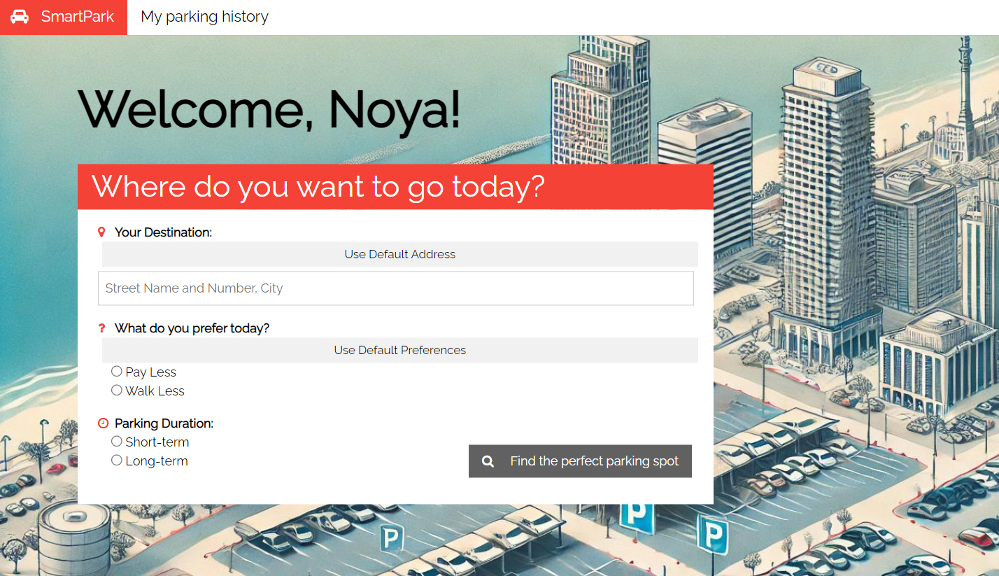 SmartPark
My parking history
Welcome, Noya!
Where do you want to go today?
Your Destination:
Use Default Address
Street Name and Number, City
? What do you prefer today?
Use Default Preferences
Pay Less
Walk Less
Parking Duration:
Short-term
Long-term
Find the perfect parking spot
P
P
P